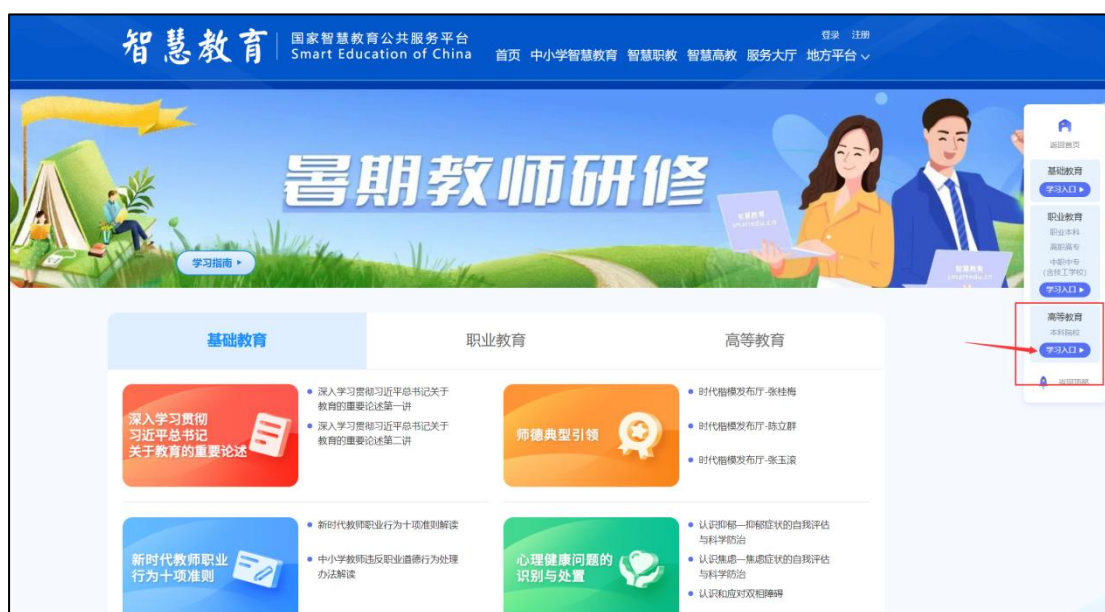 智慧教育
国家智慧教育公共服务平台
Smart Education of China
登录 注册
首页 中小学智慧教育 智慧职教 智慧高教 服务大厅 地方平台
暑期教师研修
学习指南
智慧教育
smartedu.cn
智慧教育
smartedu.cn
返回首页
基础教育
学习入口
职业教育
职业本科
高职高专
中职中专
(含技工学校)
学习入口
高等教育
本科院校
学习入口
返回顶部
基础教育 职业教育 高等教育
深入学习贯彻
习近平总书记
关于教育的重要论述
深入学习贯彻习近平总书记关于
教育的重要论述第一讲
深入学习贯彻习近平总书记关于
教育的重要论述第二讲
师德典型引领
时代楷模发布厅-张桂梅
时代楷模发布厅-陈立群
时代楷模发布厅-张玉滚
新时代教师职业
行为十项准则
新时代教师职业行为十项准则解读
中小学教师违反职业道德行为处理
办法解读
心理健康问题的
识别与处置
认识抑郁—抑郁症状的自我评估
与科学防治
认识焦虑—焦虑症状的自我评估
与科学防治
认识和应对双相障碍